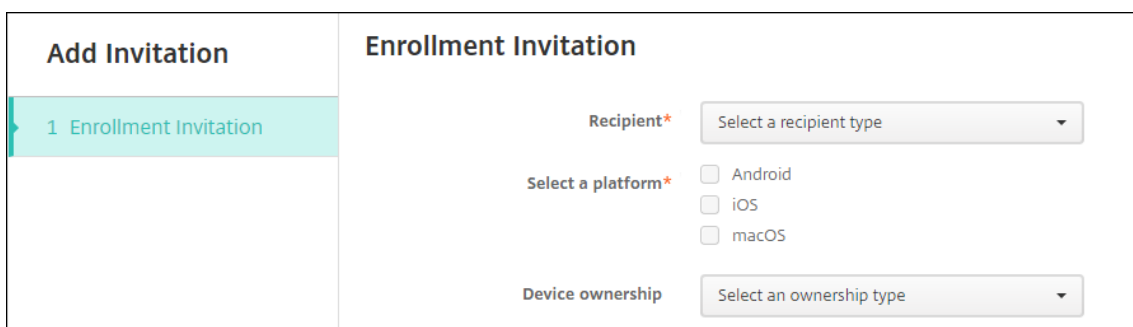 Add Invitation
1 Enrollment Invitation
Enrollment Invitation
Recipient* Select a recipient type
Select a platform* Android
iOS
macOS
Device ownership Select an ownership type